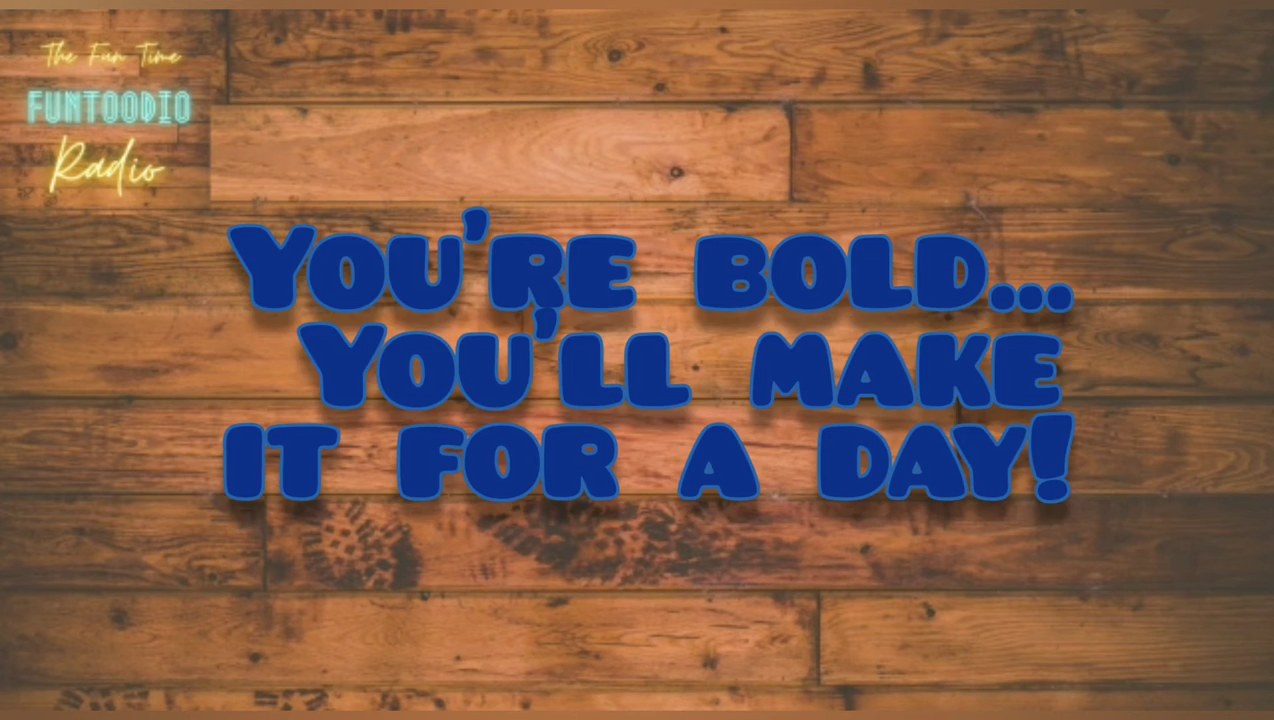 The Fun Time
FUNTOODIO
Radio
YOU'RE BOLD...
YOU'LL MAKE
IT FOR A DAY!